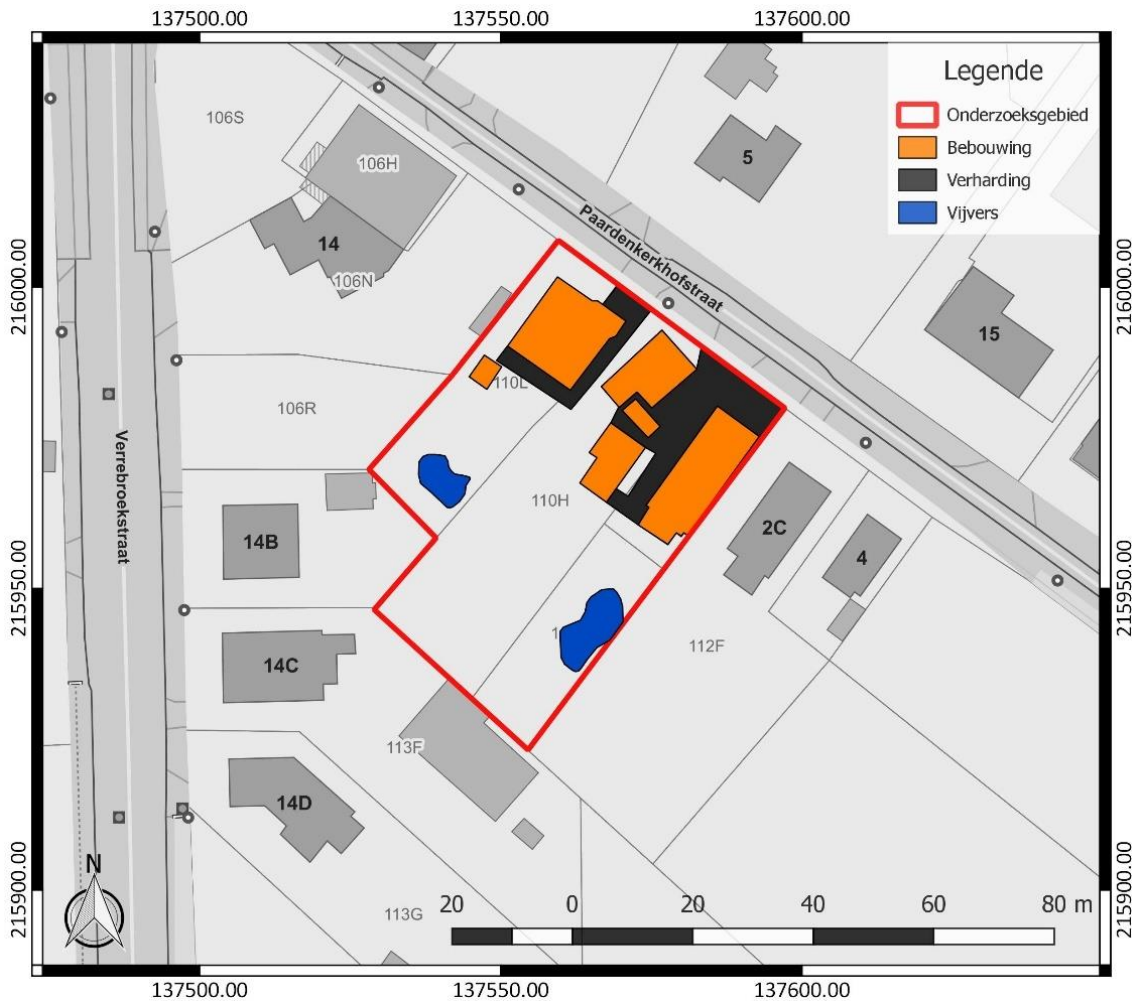 137500.00
137550.00
137600.00
Legende
Onderzoeksgebied
Bebouwing
Verharding
Vijvers
106S
106H
5
Paardenkerkhofstraat
14
106N
216000.00
216000.00
15
110L
106R
Verrebroekstraat
110H
14B
2C
4
215950.00
215950.00
112F
14C
113F
14D
N
215900.00
215900.00
113G
20
0
20
40
60
80 m
137500.00
137550.00
137600.00